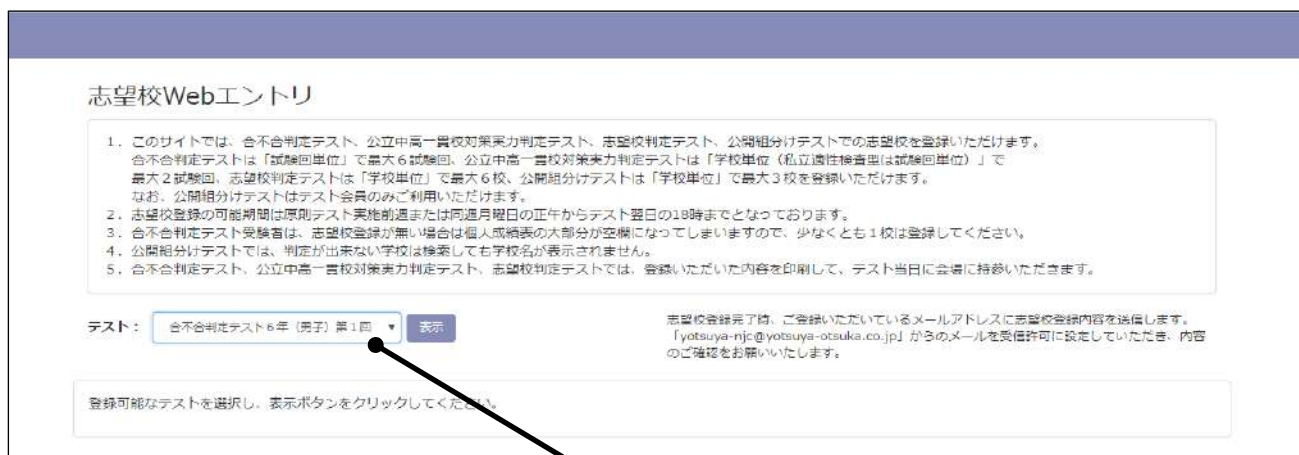 志望校Webエントリ
1. このサイトでは、合不合判定テスト、公立中高一貫校対策実力判定テスト、志望校判定テスト、公開組分けテストでの志望校を登録いただけます。
合不合判定テストは「試験回単位」で最大6試験回、公立中高一貫校対策実力判定テストは「学校単位（私立適性検査型は試験回単位）」で
最大2試験回、志望校判定テストは「学校単位」で最大6校、公開組分けテストは「学校単位」で最大3校を登録いただけます。
なお、公開組分けテストはテスト会員のみご利用いただけます。
2. 志望校登録の可能期間は原則テスト実施前週または同週月曜日の正午からテスト翌日の18時までとなっております。
3. 合不合判定テスト受験者は、志望校登録が無い場合は個人成績表の大部分が空欄になってしまいますので、少なくとも1校は登録してください。
4. 公開組分けテストでは、判定が出来ない学校は検索しても学校名が表示されません。
5. 合不合判定テスト、公立中高一貫校対策実力判定テスト、志望校判定テストでは、登録いただいた内容を印刷して、テスト当日に会場に持参いただきます。
テスト： 合不合判定テスト6年（男子）第1回 ▼ 表示
志望校登録完了時、ご登録いただいているメールアドレスに志望校登録内容を送信します。
「yotsuya-njc@yotsuya-otsuka.co.jp」からのメールを受信許可に設定していただき、内容
のご確認をお願いいたします。
登録可能なテストを選択し、表示ボタンをクリックしてください。